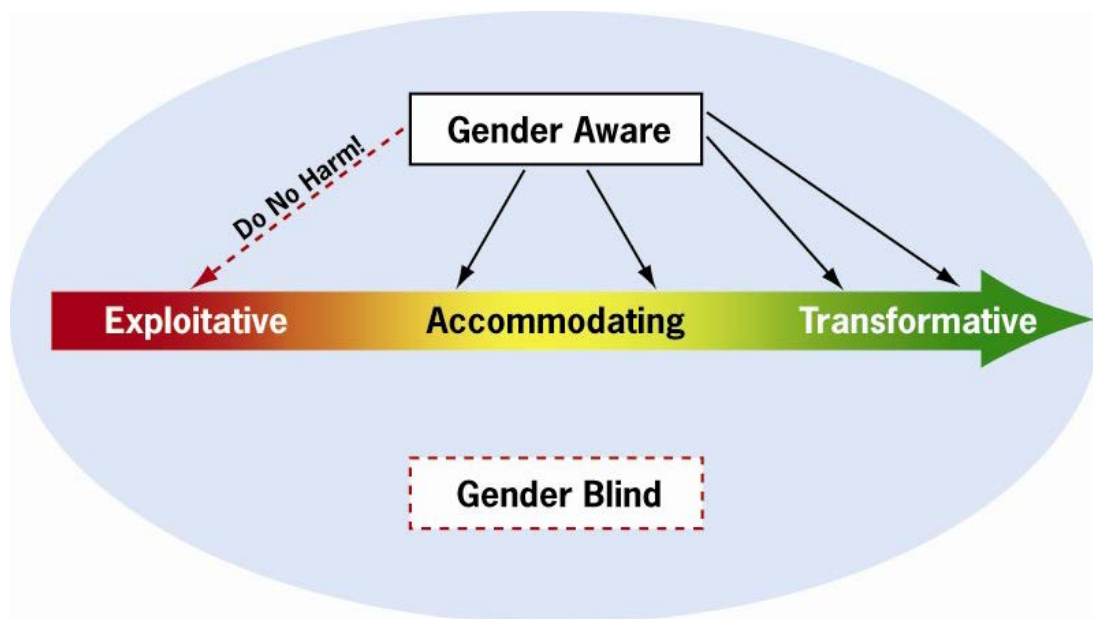 Gender Aware
Do No Harm!
Exploitative
Accommodating
Transformative
Gender Blind